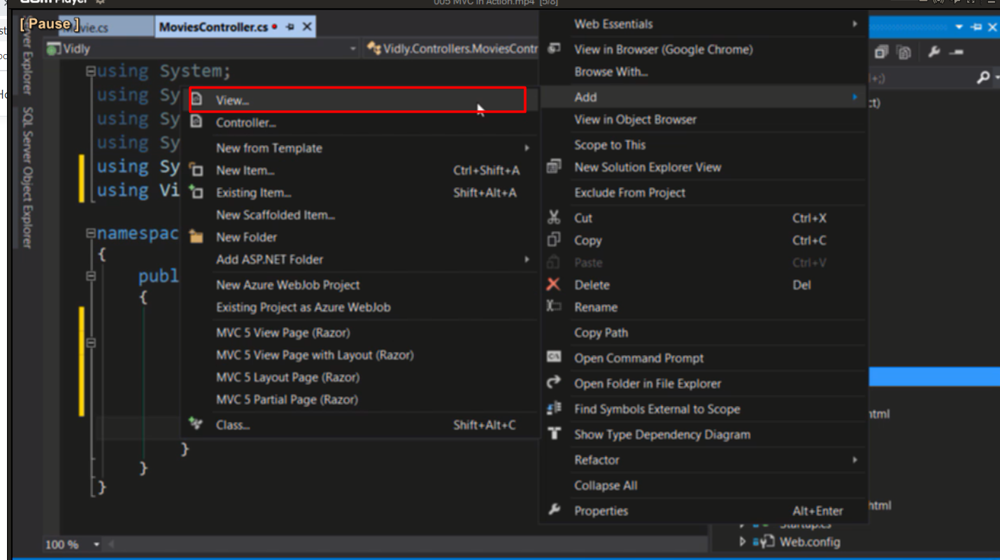 Player
005 MVC in Action.mp4 [5/8]
[ Pause ]
Movie.cs
MoviesController.cs
Server Explorer
SQL Server Object Explorer
Vidly
Vidly.Controllers.MoviesContr
using System;
using Sy
using Sy
using Sy
using Sy
using Vi
namespac
{
publ
{
}
}
}
100 %
View...
Controller...
New from Template
New Item... Ctrl+Shift+A
Existing Item... Shift+Alt+A
New Scaffolded Item...
New Folder
Add ASP.NET Folder
New Azure WebJob Project
Existing Project as Azure WebJob
MVC 5 View Page (Razor)
MVC 5 View Page with Layout (Razor)
MVC 5 Layout Page (Razor)
MVC 5 Partial Page (Razor)
Class... Shift+Alt+C
Web Essentials
View in Browser (Google Chrome)
Browse With...
Add
View in Object Browser
Scope to This
New Solution Explorer View
Exclude From Project
Cut Ctrl+X
Copy Ctrl+C
Paste Ctrl+V
Delete Del
Rename
Copy Path
Open Command Prompt
Open Folder in File Explorer
Find Symbols External to Scope
Show Type Dependency Diagram
Refactor
Collapse All
Properties Alt+Enter
l+;)
ct)
html
html
Startup.cs
Web.config